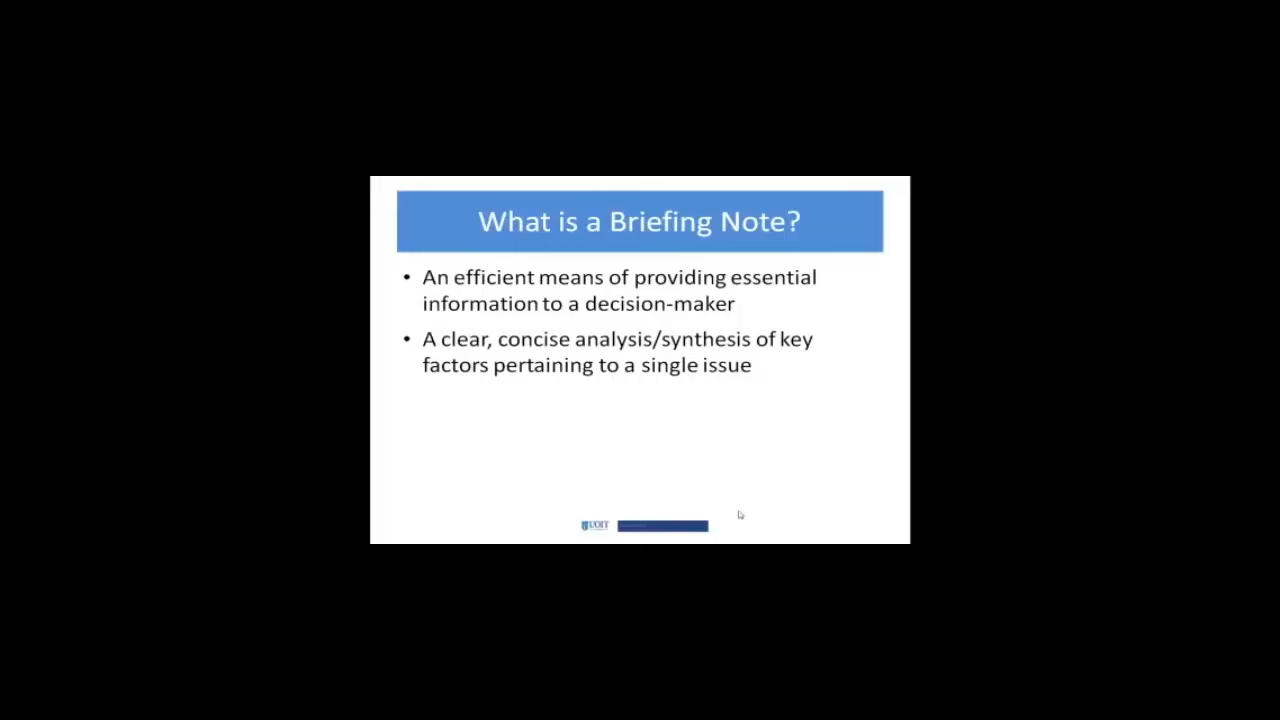 What is a Briefing Note?
• An efficient means of providing essential
information to a decision-maker
• A clear, concise analysis/synthesis of key
factors pertaining to a single issue
UOIT